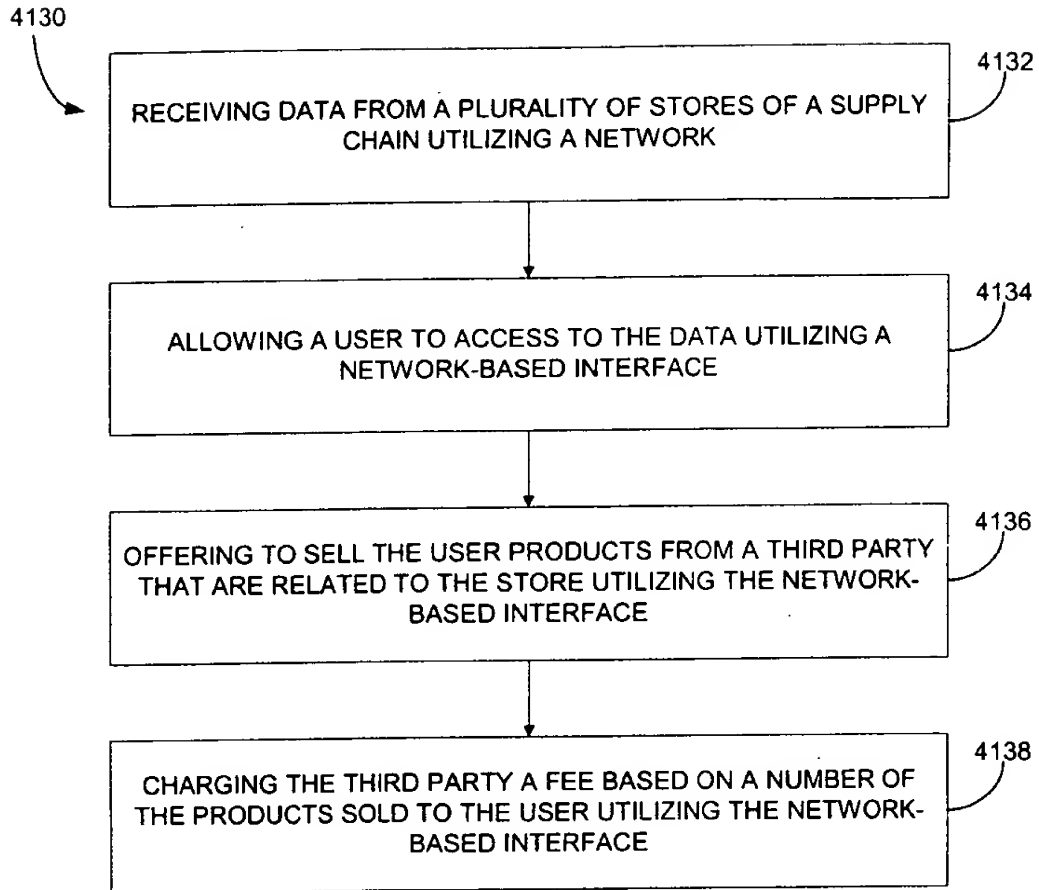 4130
4132
RECEIVING DATA FROM A PLURALITY OF STORES OF A SUPPLY
CHAIN UTILIZING A NETWORK
4134
ALLOWING A USER TO ACCESS TO THE DATA UTILIZING A
NETWORK-BASED INTERFACE
4136
OFFERING TO SELL THE USER PRODUCTS FROM A THIRD PARTY
THAT ARE RELATED TO THE STORE UTILIZING THE NETWORK-
BASED INTERFACE
4138
CHARGING THE THIRD PARTY A FEE BASED ON A NUMBER OF
THE PRODUCTS SOLD TO THE USER UTILIZING THE NETWORK-
BASED INTERFACE